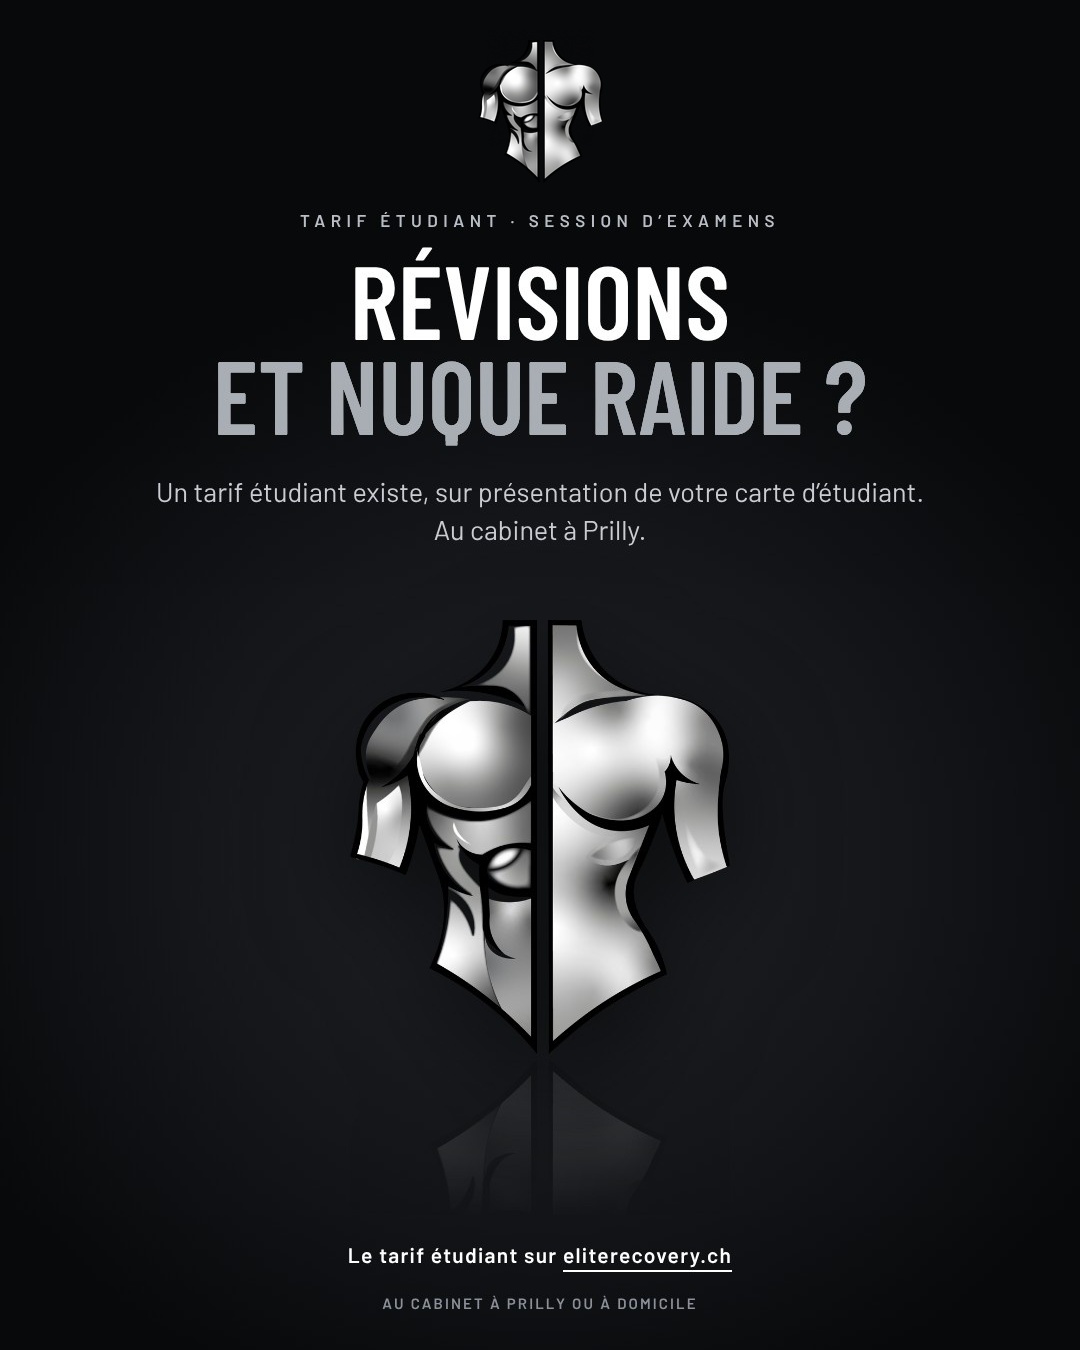 TARIF ÉTUDIANT · SESSION D’EXAMENS
RÉVISIONS
ET NUQUE RAIDE ?
Un tarif étudiant existe, sur présentation de votre carte d’étudiant.
Au cabinet à Prilly.
Le tarif étudiant sur eliterecovery.ch
AU CABINET À PRILLY OU À DOMICILE